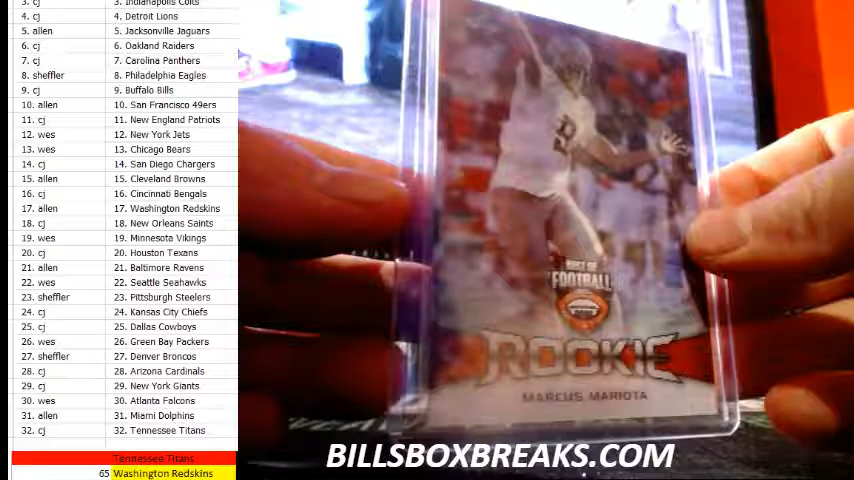 3. cj 3. Indianapolis Colts
4. cj 4. Detroit Lions
5. allen 5. Jacksonville Jaguars
6. cj 6. Oakland Raiders
7. cj 7. Carolina Panthers
8. sheffler 8. Philadelphia Eagles
9. cj 9. Buffalo Bills
10. allen 10. San Francisco 49ers
11. cj 11. New England Patriots
12. wes 12. New York Jets
13. wes 13. Chicago Bears
14. cj 14. San Diego Chargers
15. allen 15. Cleveland Browns
16. cj 16. Cincinnati Bengals
17. allen 17. Washington Redskins
18. cj 18. New Orleans Saints
19. wes 19. Minnesota Vikings
20. cj 20. Houston Texans
21. allen 21. Baltimore Ravens
22. wes 22. Seattle Seahawks
23. sheffler 23. Pittsburgh Steelers
24. cj 24. Kansas City Chiefs
25. cj 25. Dallas Cowboys
26. wes 26. Green Bay Packers
27. sheffler 27. Denver Broncos
28. cj 28. Arizona Cardinals
29. cj 29. New York Giants
30. wes 30. Atlanta Falcons
31. allen 31. Miami Dolphins
32. cj 32. Tennessee Titans
Tennessee Titans
65 Washington Redskins
BEST OF
FOOTBALL
ROOKIE
MARCUS MARIOTA
BILLSBOXBREAKS.COM